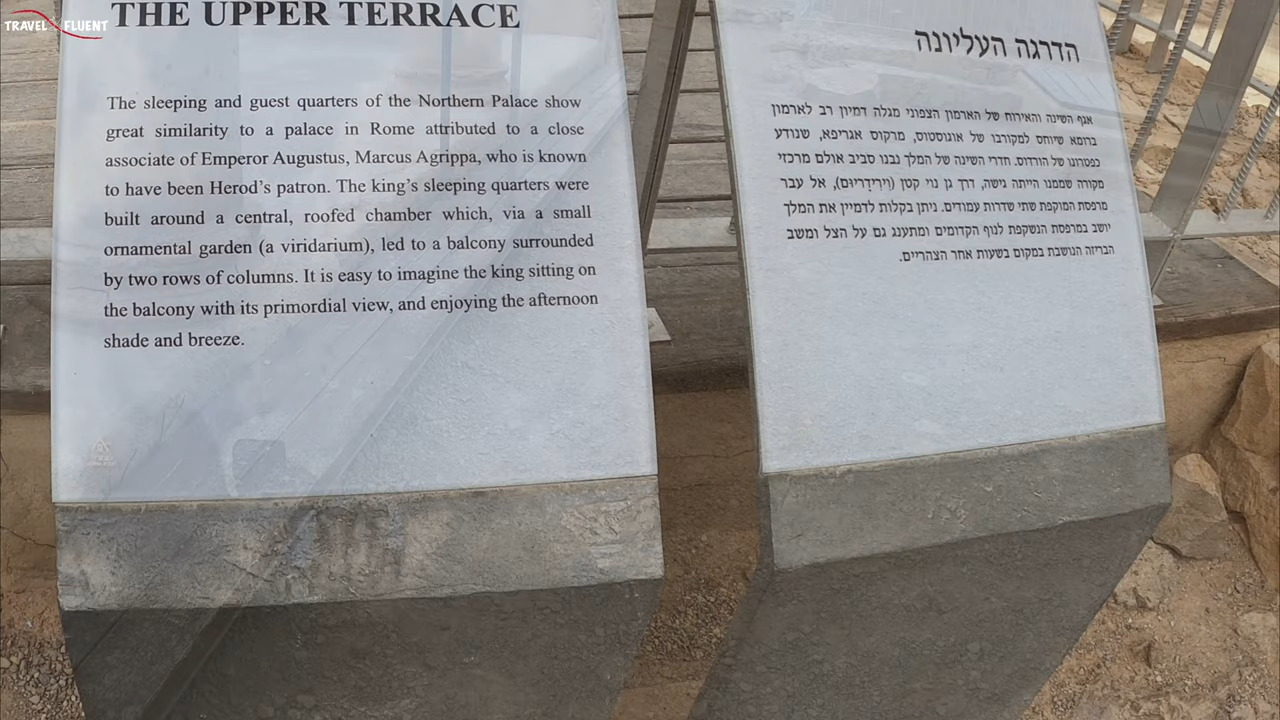 TRAVEL FLUENT
THE UPPER TERRACE
The sleeping and guest quarters of the Northern Palace show
great similarity to a palace in Rome attributed to a close
associate of Emperor Augustus, Marcus Agrippa, who is known
to have been Herod's patron. The king's sleeping quarters were
built around a central, roofed chamber which, via a small
ornamental garden (a viridarium), led to a balcony surrounded
by two rows of columns. It is easy to imagine the king sitting on
the balcony with its primordial view, and enjoying the afternoon
shade and breeze.
הדרגה העליונה
אגף השינה והאירוח של הארמון הצפוני מגלה דמיון רב לארמון
ברומא שיוחס למקורבו של אוגוסטוס, מרקוס אגריפא, שנודע
כפטרונו של הורדוס. חדרי השינה של המלך נבנו סביב אולם מרכזי
מקורה שממנו הייתה גישה, דרך גן נוי קטן (וִירִידָרִיוּם), אל עבר
מרפסת המוקפת שתי שדרות עמודים. ניתן בקלות לדמיין את המלך
יושב במרפסת הנשקפת לנוף הקדומים ומתענג גם על הצל ומשב
הבריזה הנושבת במקום בשעות אחר הצהריים.